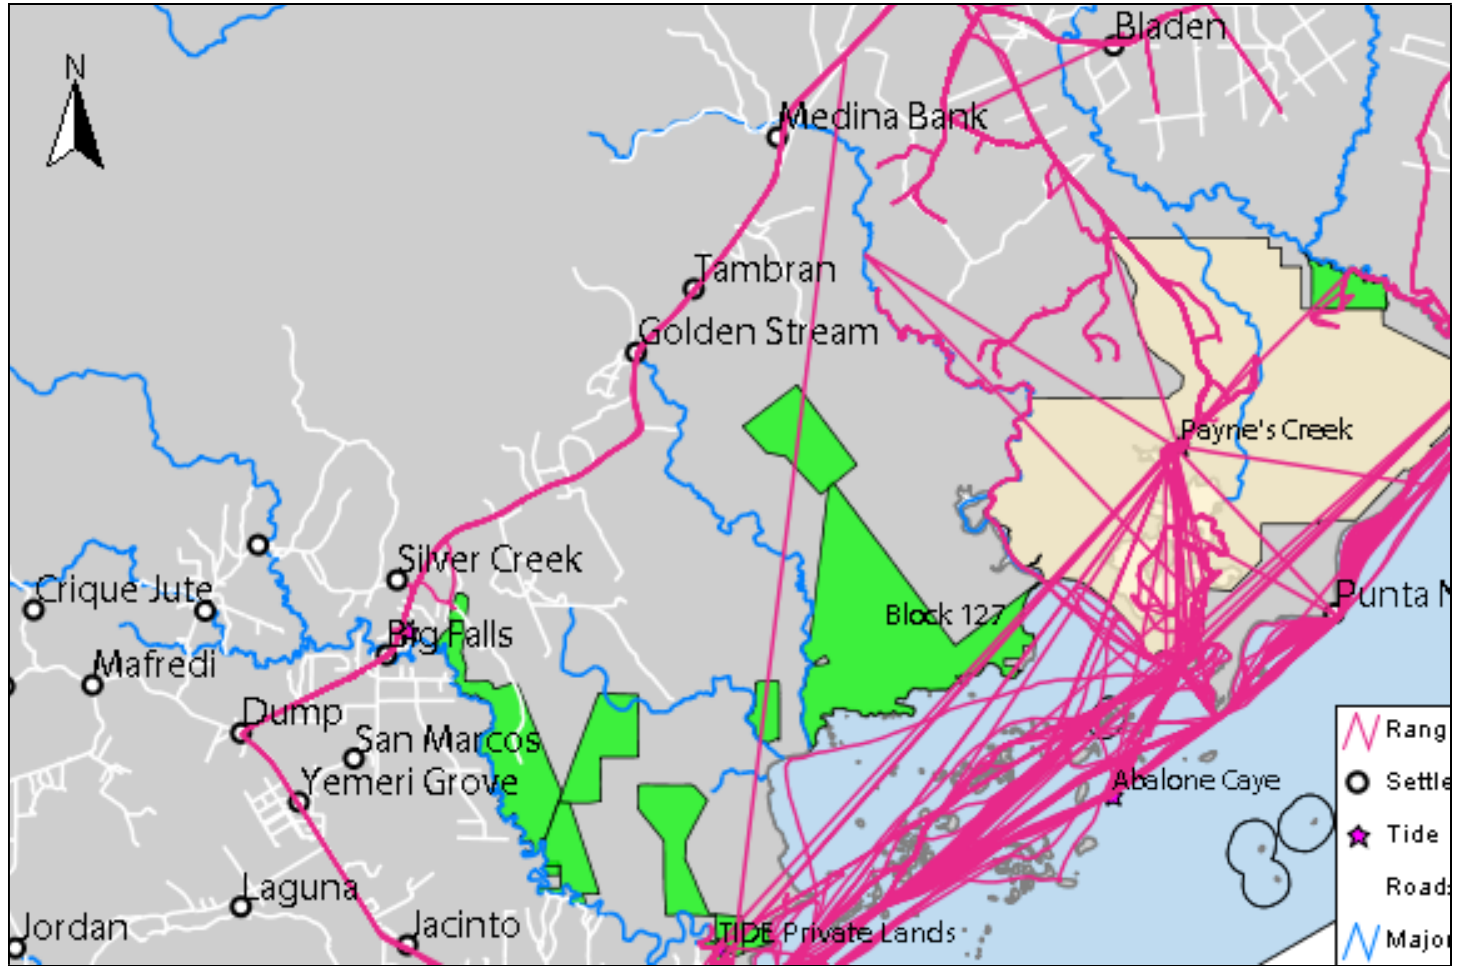 Bladen
N
Medina Bank
Tambran
Golden Stream
Payne's Creek
Silver Creek
Crique Jute
Punta N
Block 127
Big Falls
Mafredi
Dump
San Marcos
Rang
Yemeri Grove
Abalone Caye
Settle
Tide
Laguna
Roads
Jordan
Jacinto
TIDE Private Lands
Major